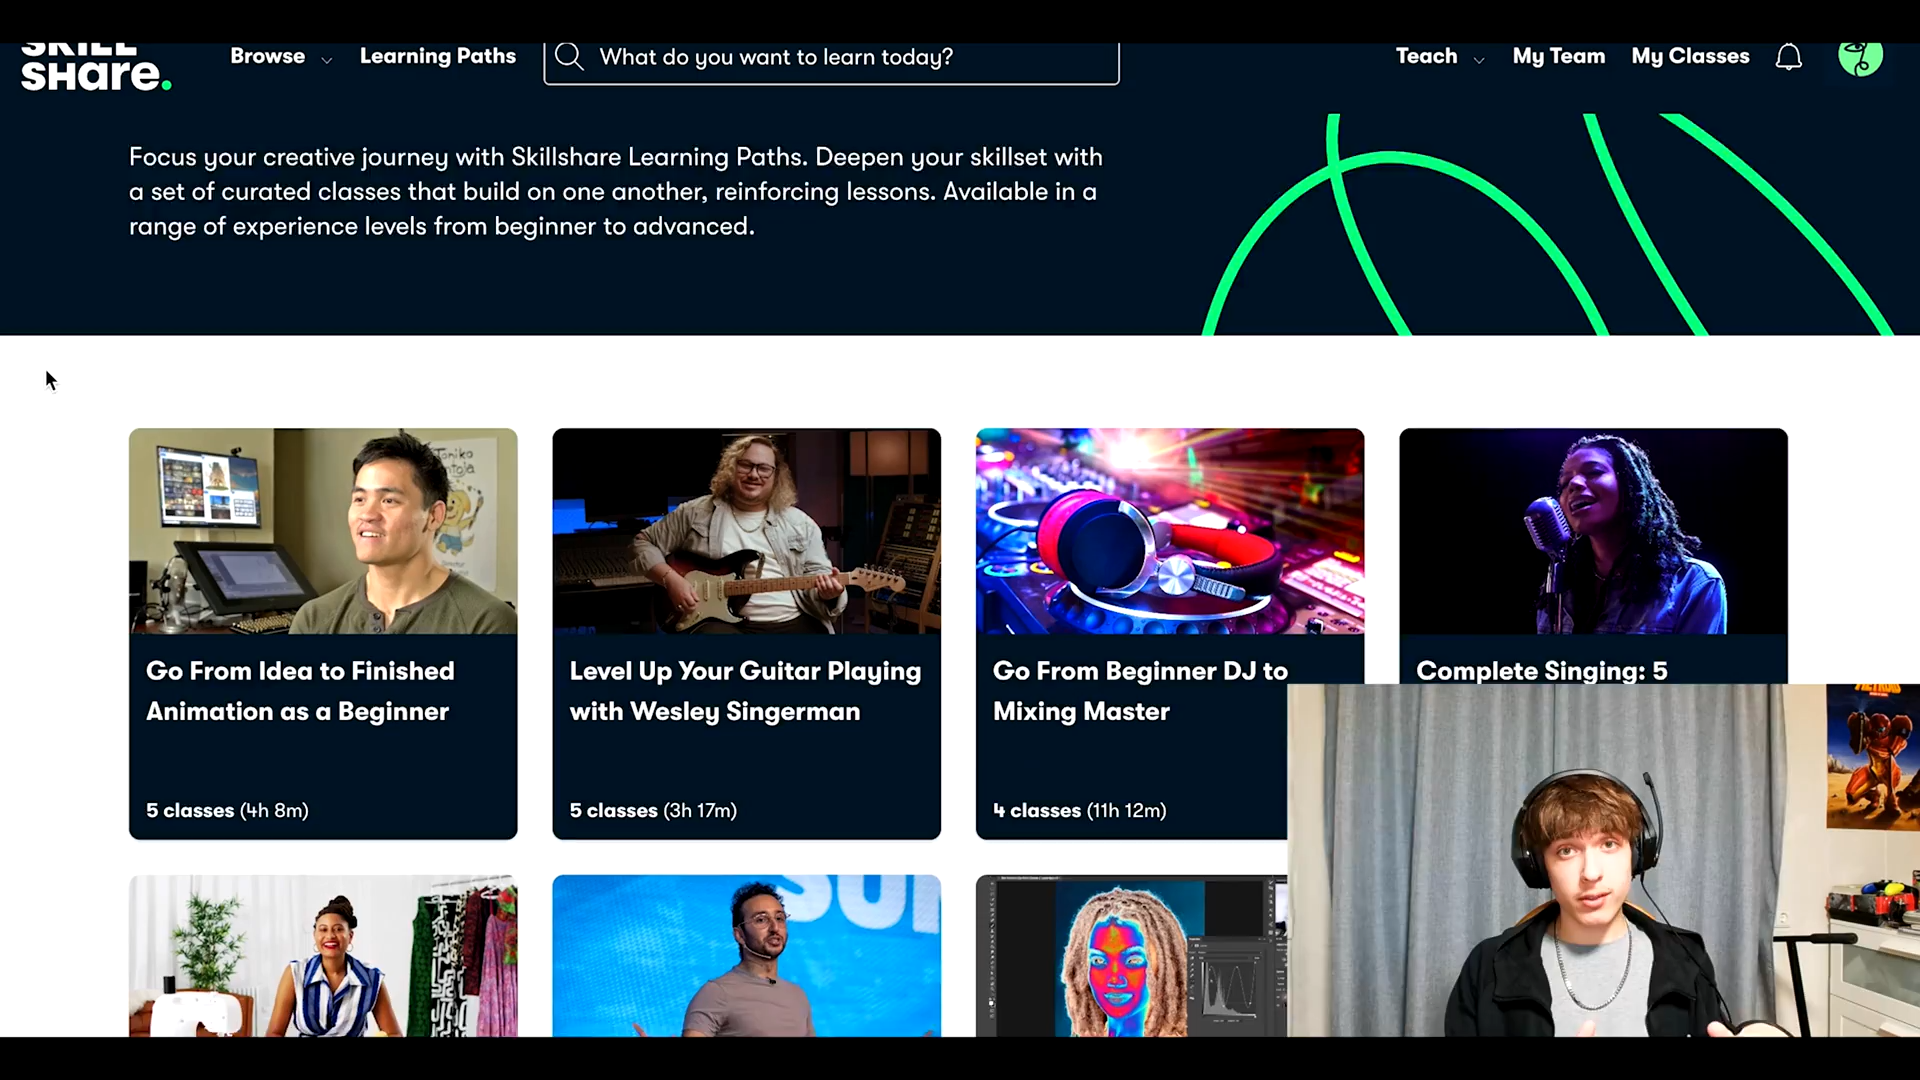 SKILL
SHare.
Browse
Learning Paths
What do you want to learn today?
Teach
My Team
My Classes
Focus your creative journey with Skillshare Learning Paths. Deepen your skillset with
a set of curated classes that build on one another, reinforcing lessons. Available in a
range of experience levels from beginner to advanced.
Go From Idea to Finished
Animation as a Beginner
5 classes (4h 8m)
Level Up Your Guitar Playing
with Wesley Singerman
5 classes (3h 17m)
Go From Beginner DJ to
Mixing Master
4 classes (11h 12m)
Complete Singing: 5